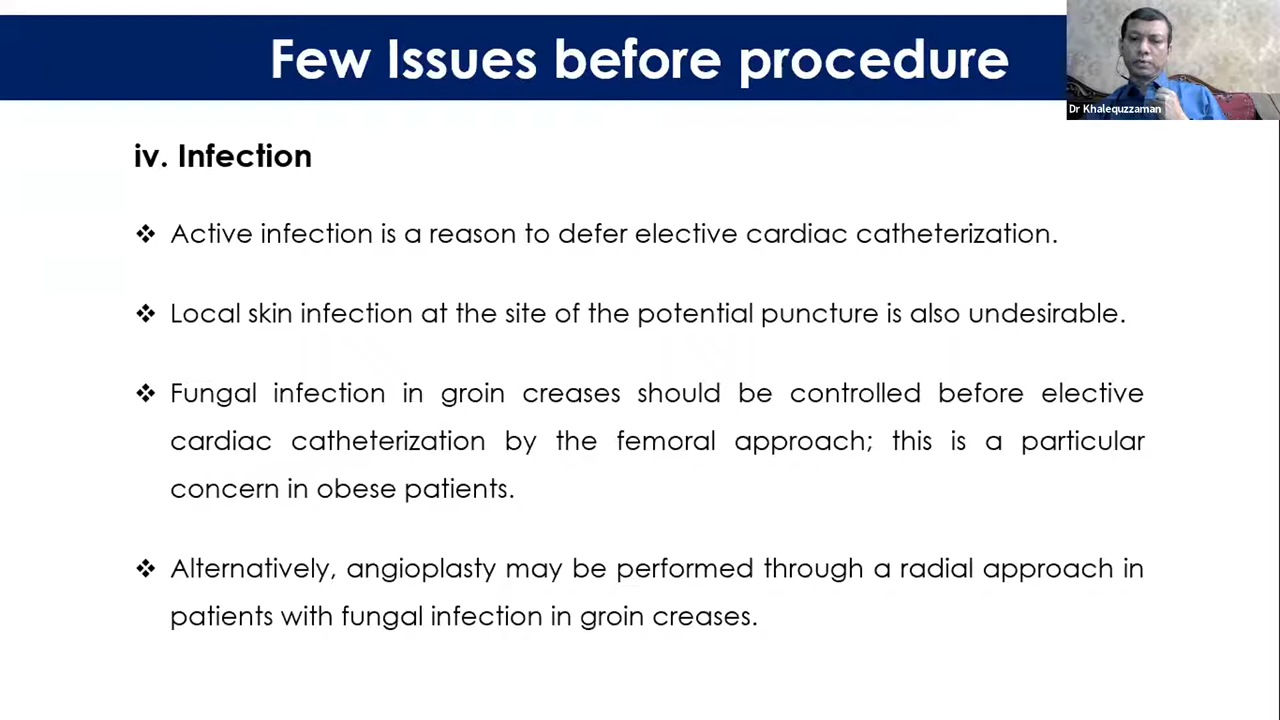 Few Issues before procedure
Dr Khalequzzaman
iv. Infection
❖ Active infection is a reason to defer elective cardiac catheterization.
❖ Local skin infection at the site of the potential puncture is also undesirable.
❖ Fungal infection in groin creases should be controlled before elective
cardiac catheterization by the femoral approach; this is a particular
concern in obese patients.
❖ Alternatively, angioplasty may be performed through a radial approach in
patients with fungal infection in groin creases.